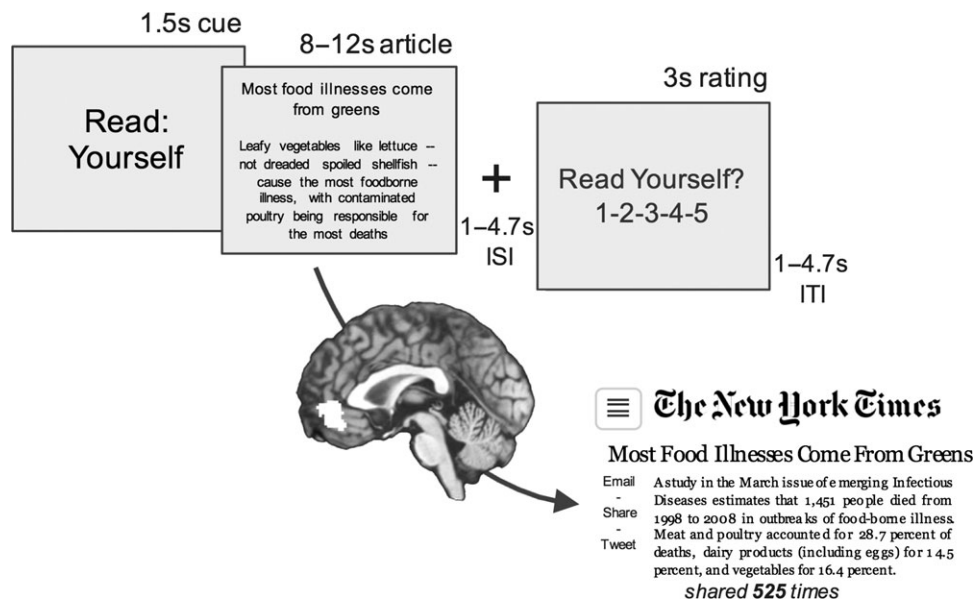 1.5s cue
Read:
Yourself
8–12s article
Most food illnesses come
from greens
Leafy vegetables like lettuce --
not dreaded spoiled shellfish --
cause the most foodborne
illness, with contaminated
poultry being responsible for
the most deaths
+
1–4.7s
ISI
3s rating
Read Yourself?
1-2-3-4-5
1–4.7s
ITI
The New York Times
Most Food Illnesses Come From Greens
Email
-
Share
-
Tweet
A study in the March issue of e merging Infectious
Diseases estimates that 1,451 people died from
1998 to 2008 in outbreaks of food-borne illness.
Meat and poultry accounted for 28.7 percent of
deaths, dairy products (including eggs) for 14.5
percent, and vegetables for 16.4 percent.
shared 525 times